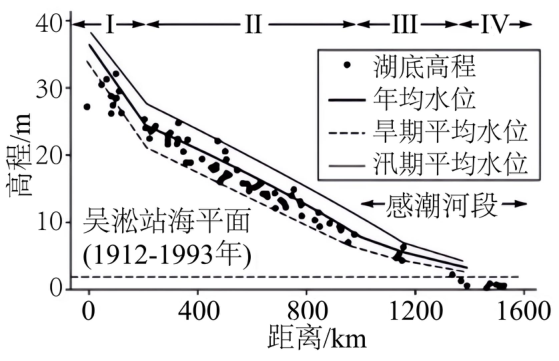 I II III IV
40
30
20
10
0
高程/m
湖底高程
年均水位
旱期平均水位
汛期平均水位
感潮河段
吴淞站海平面
(1912-1993年)
0 400 800 1200 1600
距离/km